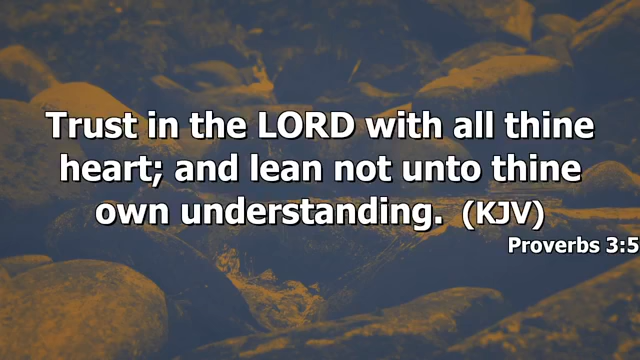 Trust in the LORD with all thine
heart; and lean not unto thine
own understanding. (KJV)
Proverbs 3:5